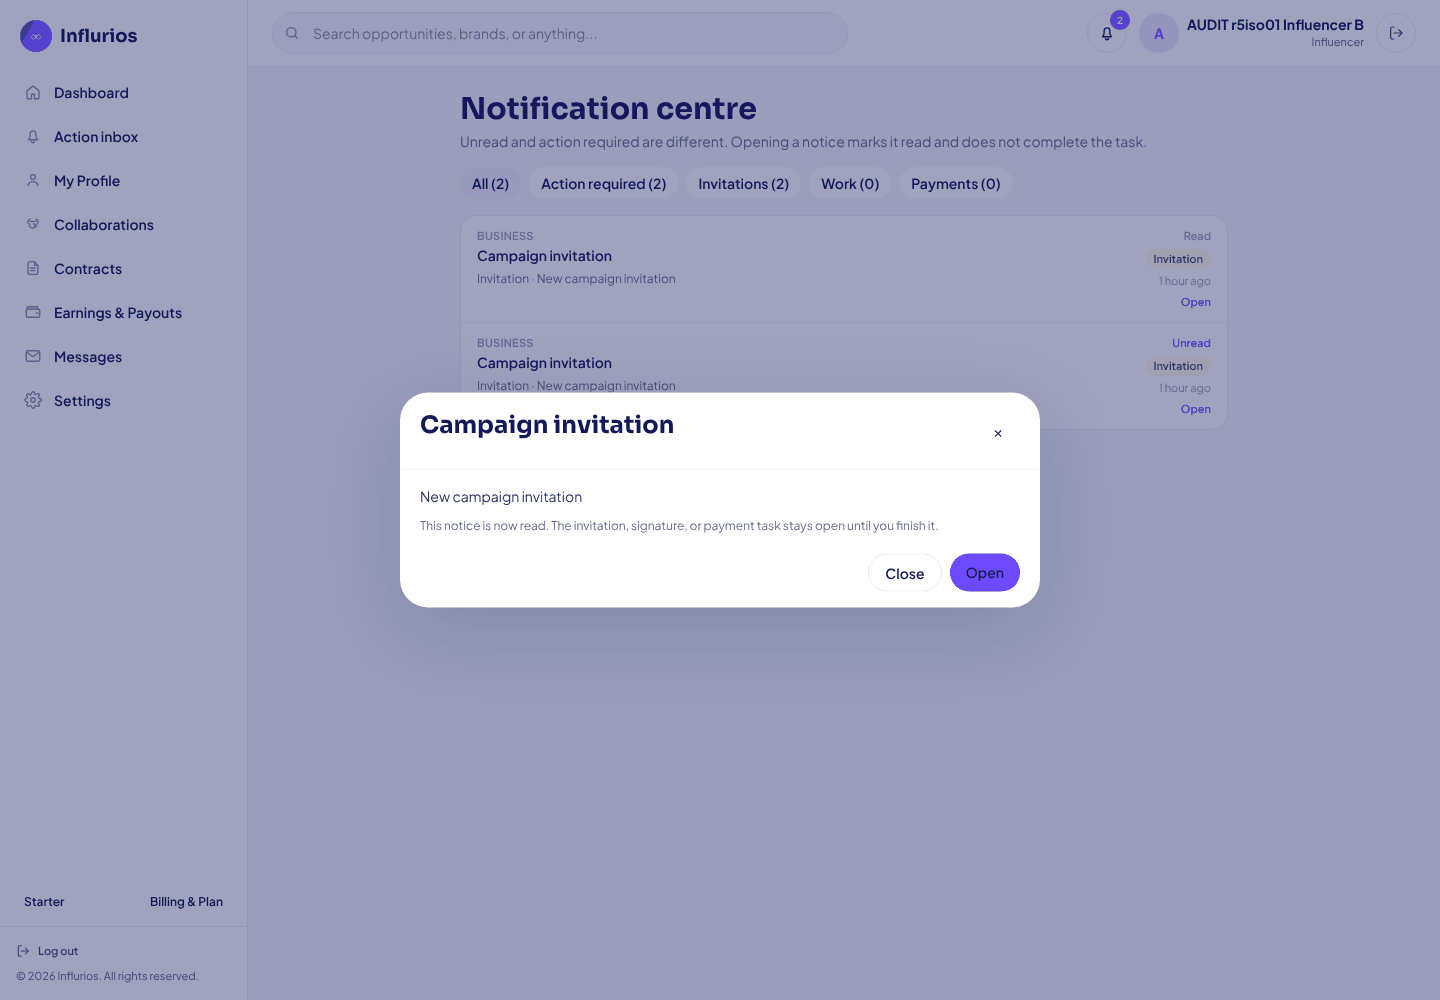 Influrios
Search opportunities, brands, or anything...
2
A
AUDIT r5iso01 Influencer B
Influencer
Dashboard
Action inbox
My Profile
Collaborations
Contracts
Earnings & Payouts
Messages
Settings
Starter
Billing & Plan
Log out
© 2026 Influrios. All rights reserved.
Notification centre
Unread and action required are different. Opening a notice marks it read and does not complete the task.
All (2)
Action required (2)
Invitations (2)
Work (0)
Payments (0)
BUSINESS
Campaign invitation
Invitation · New campaign invitation
Read
Invitation
1 hour ago
Open
BUSINESS
Campaign invitation
Invitation · New campaign invitation
Unread
Invitation
1 hour ago
Open
Campaign invitation
×
New campaign invitation
This notice is now read. The invitation, signature, or payment task stays open until you finish it.
Close
Open